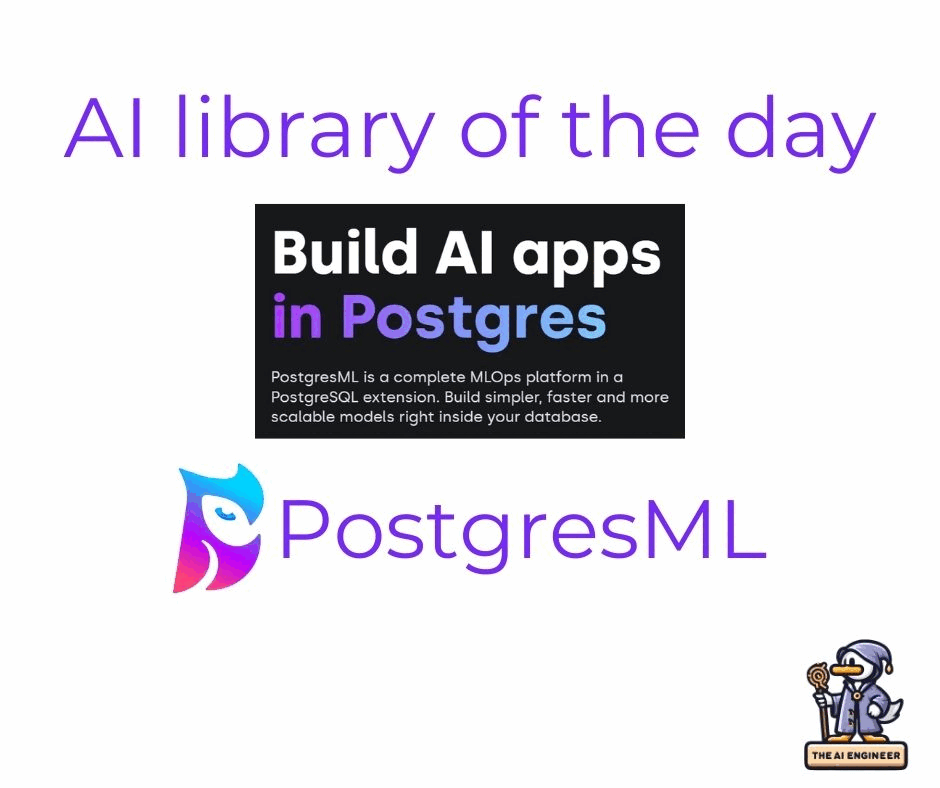 AI library of the day
Build AI apps
in Postgres
PostgresML is a complete MLOps platform in a
PostgreSQL extension. Build simpler, faster and more
scalable models right inside your database.
PostgresML
THE AI ENGINEER